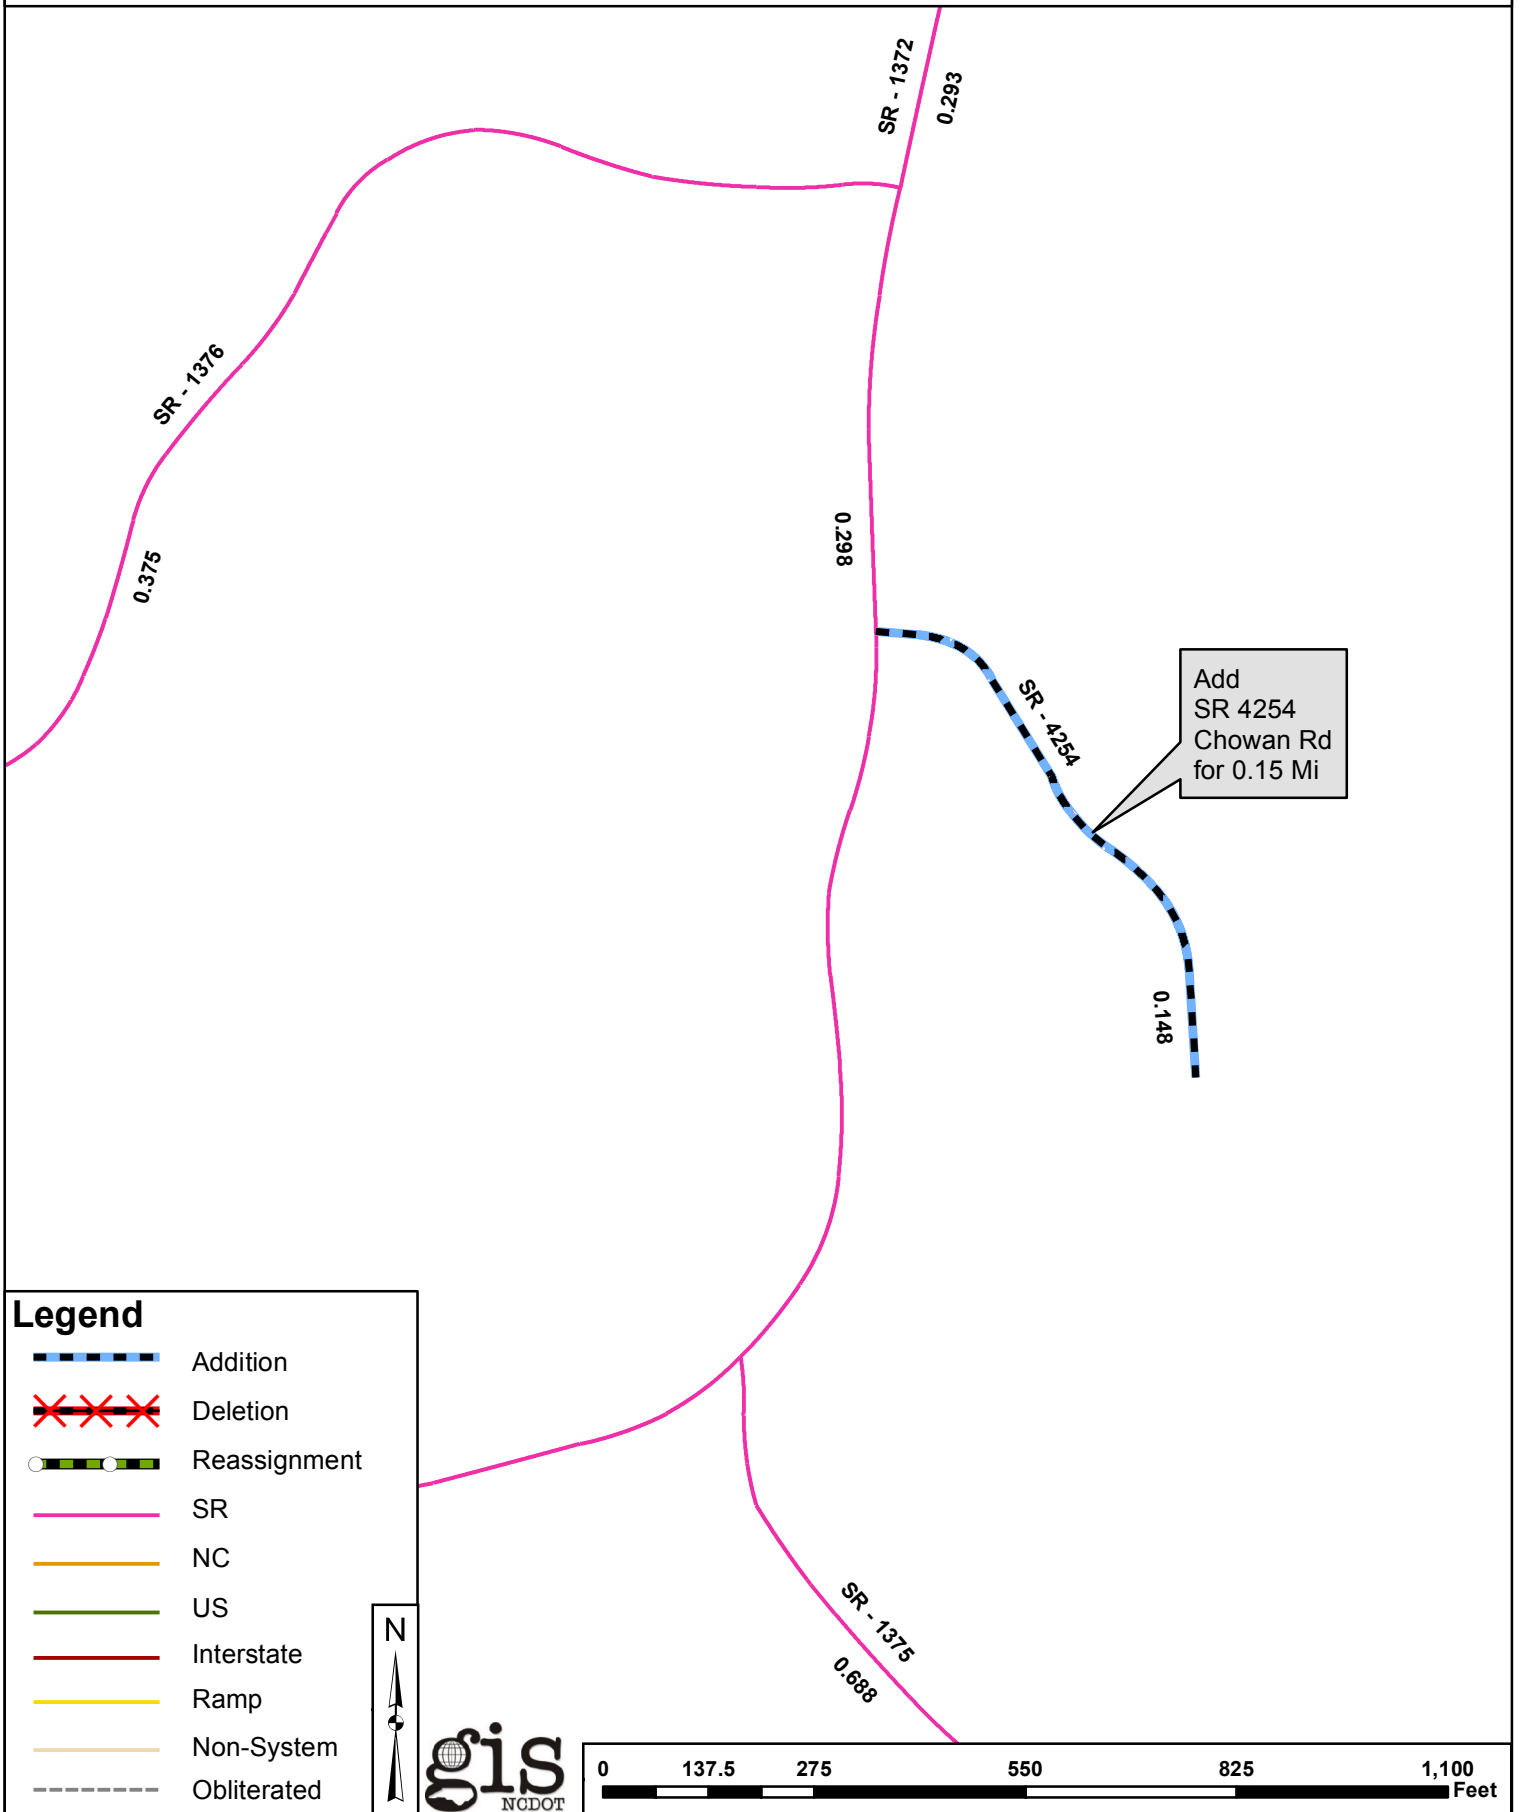 SR - 1372
0.293
SR - 1376
0.375
0.298
SR - 4254
Add
SR 4254
Chowan Rd
for 0.15 Mi
0.148
SR - 1375
0.688
Legend
Addition
Deletion
Reassignment
SR
NC
US
Interstate
Ramp
Non-System
Obliterated
N
gis
NCDOT
0 137.5 275 550 825 1,100
Feet